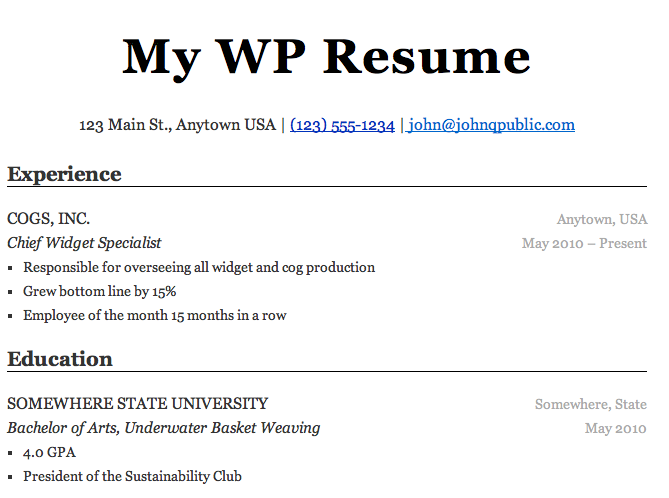 My WP Resume
123 Main St., Anytown USA | (123) 555-1234 | john@johnqpublic.com
Experience
COGS, INC. Anytown, USA
Chief Widget Specialist May 2010 – Present
▪ Responsible for overseeing all widget and cog production
▪ Grew bottom line by 15%
▪ Employee of the month 15 months in a row
Education
SOMEWHERE STATE UNIVERSITY Somewhere, State
Bachelor of Arts, Underwater Basket Weaving May 2010
▪ 4.0 GPA
▪ President of the Sustainability Club